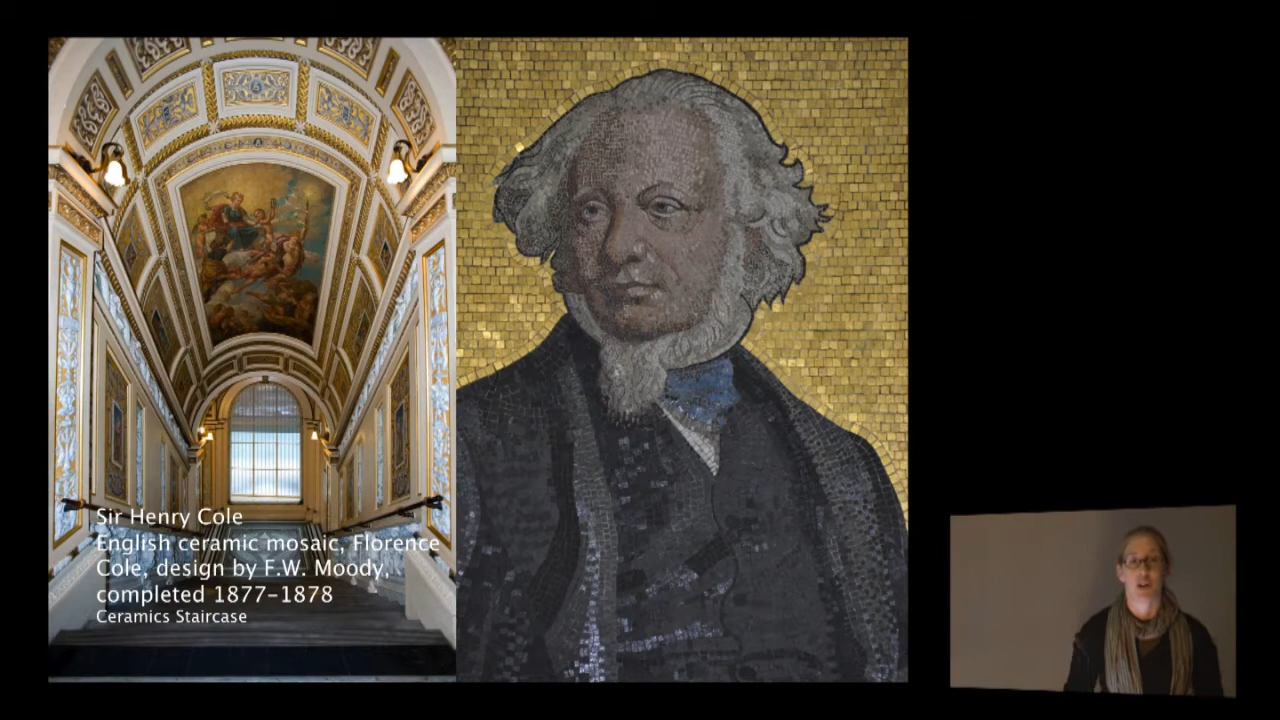 Sir Henry Cole
English ceramic mosaic, Florence
Cole, design by F.W. Moody,
completed 1877-1878
Ceramics Staircase